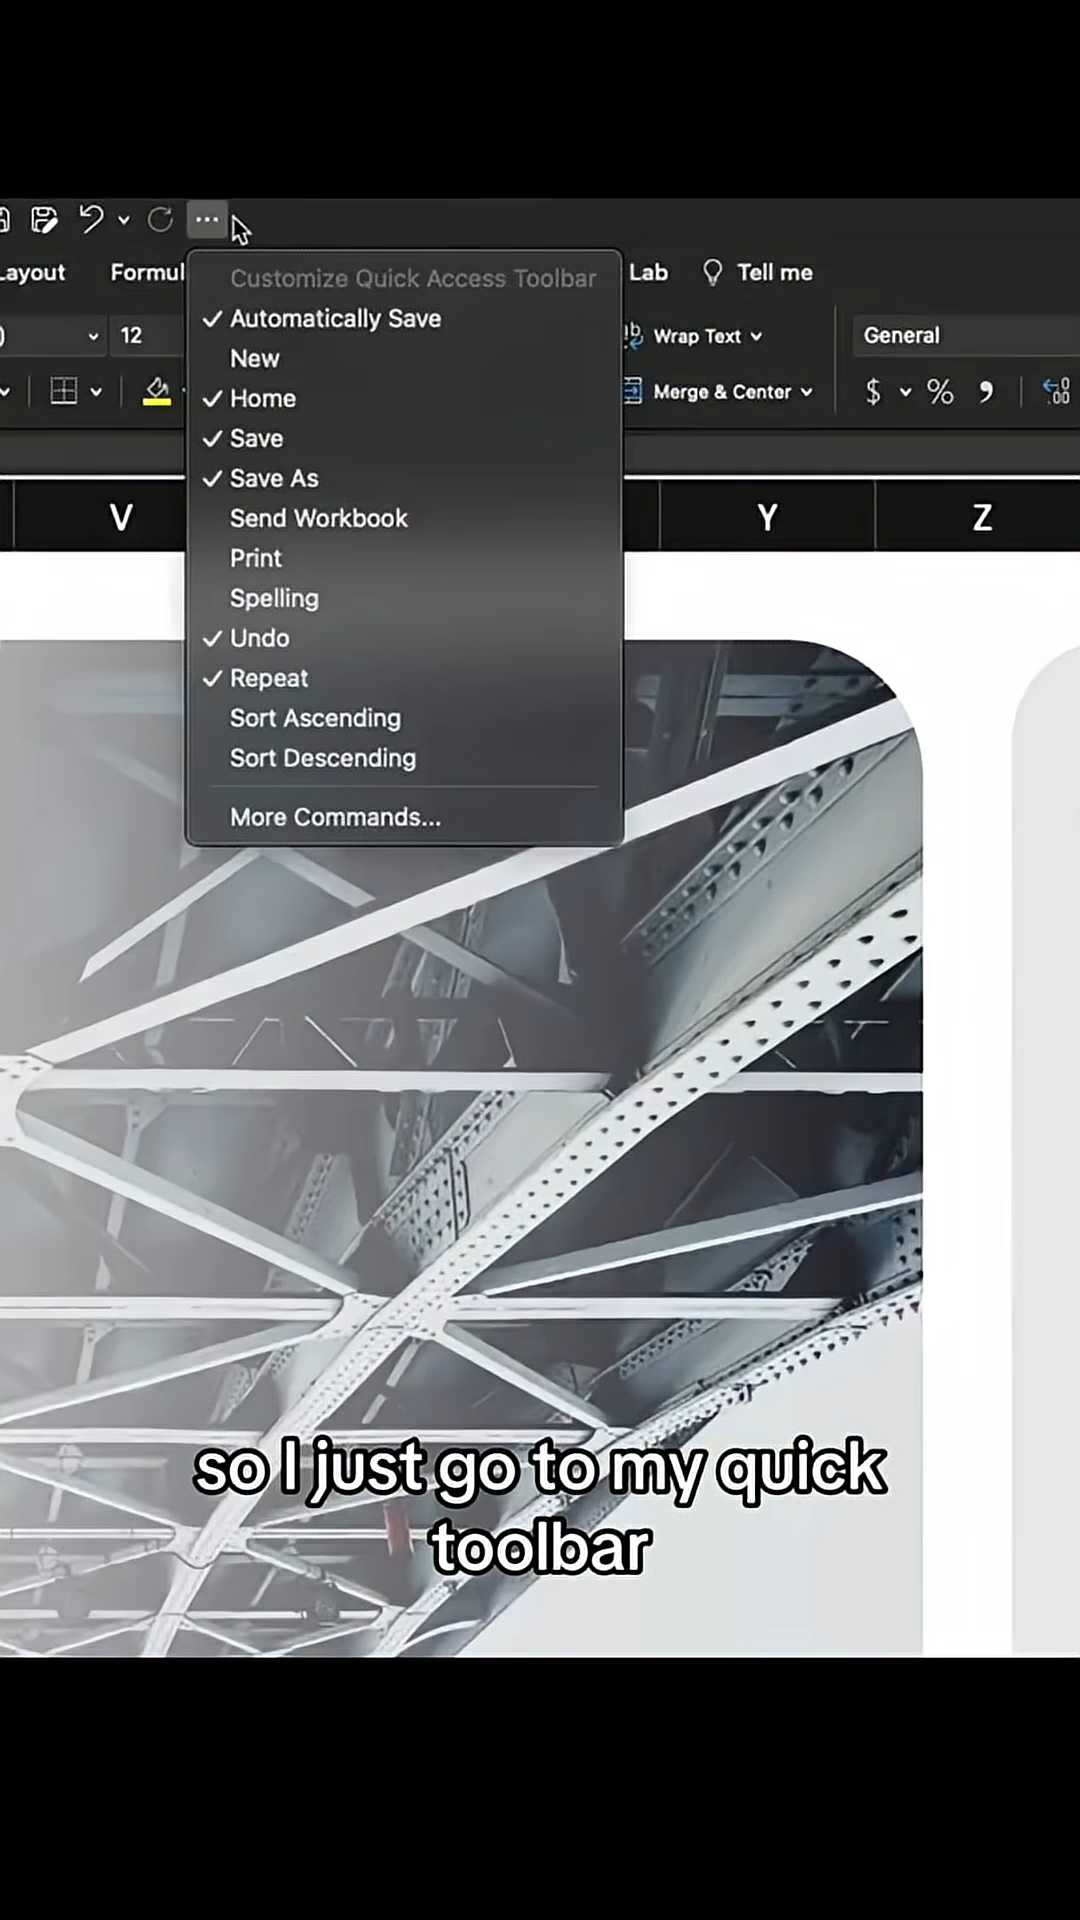 Layout Formul Lab Tell me
12 Wrap Text General
Merge & Center $ % , .00
Customize Quick Access Toolbar
✓ Automatically Save
New
✓ Home
✓ Save
✓ Save As
Send Workbook
Print
Spelling
✓ Undo
✓ Repeat
Sort Ascending
Sort Descending
More Commands...
V Y Z
so I just go to my quick
toolbar